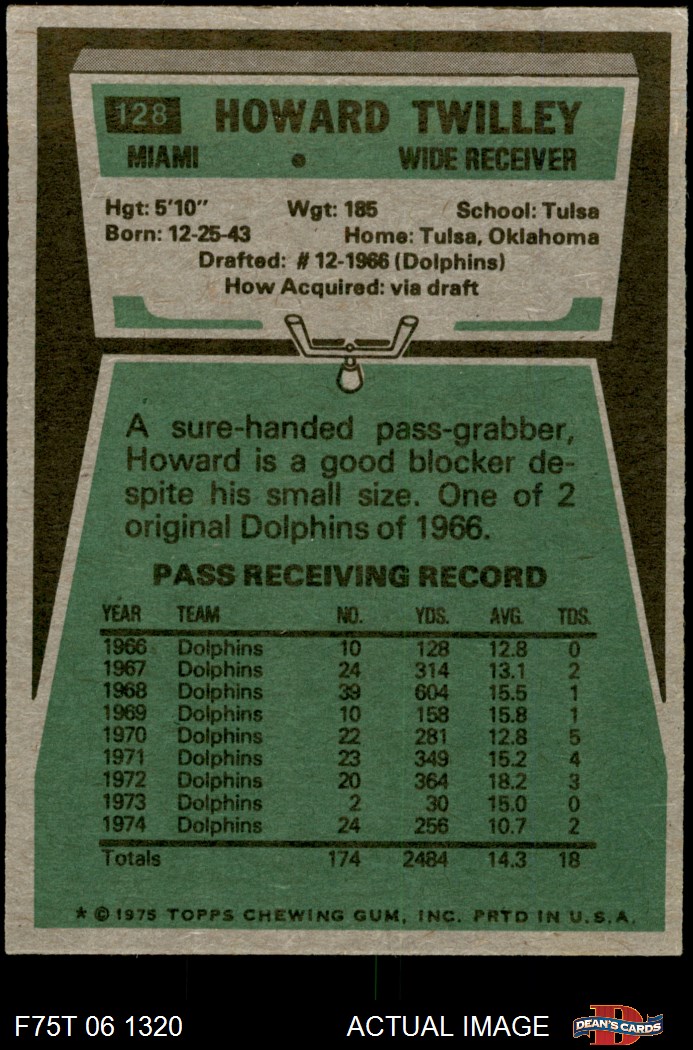 128 HOWARD TWILLEY
MIAMI • WIDE RECEIVER
Hgt: 5'10" Wgt: 185 School: Tulsa
Born: 12-25-43 Home: Tulsa, Oklahoma
Drafted: #12-1966 (Dolphins)
How Acquired: via draft
A sure-handed pass-grabber,
Howard is a good blocker de-
spite his small size. One of 2
original Dolphins of 1966.
PASS RECEIVING RECORD
YEAR TEAM NO. YDS. AVG. TDS.
1966 Dolphins 10 128 12.8 0
1967 Dolphins 24 314 13.1 2
1968 Dolphins 39 604 15.5 1
1969 Dolphins 10 158 15.8 1
1970 Dolphins 22 281 12.8 5
1971 Dolphins 23 349 15.2 4
1972 Dolphins 20 364 18.2 3
1973 Dolphins 2 30 15.0 0
1974 Dolphins 24 256 10.7 2
Totals 174 2484 14.3 18
* © 1975 TOPPS CHEWING GUM, INC. PRTD IN U.S.A.
F75T 06 1320 ACTUAL IMAGE D DEAN'S CARDS